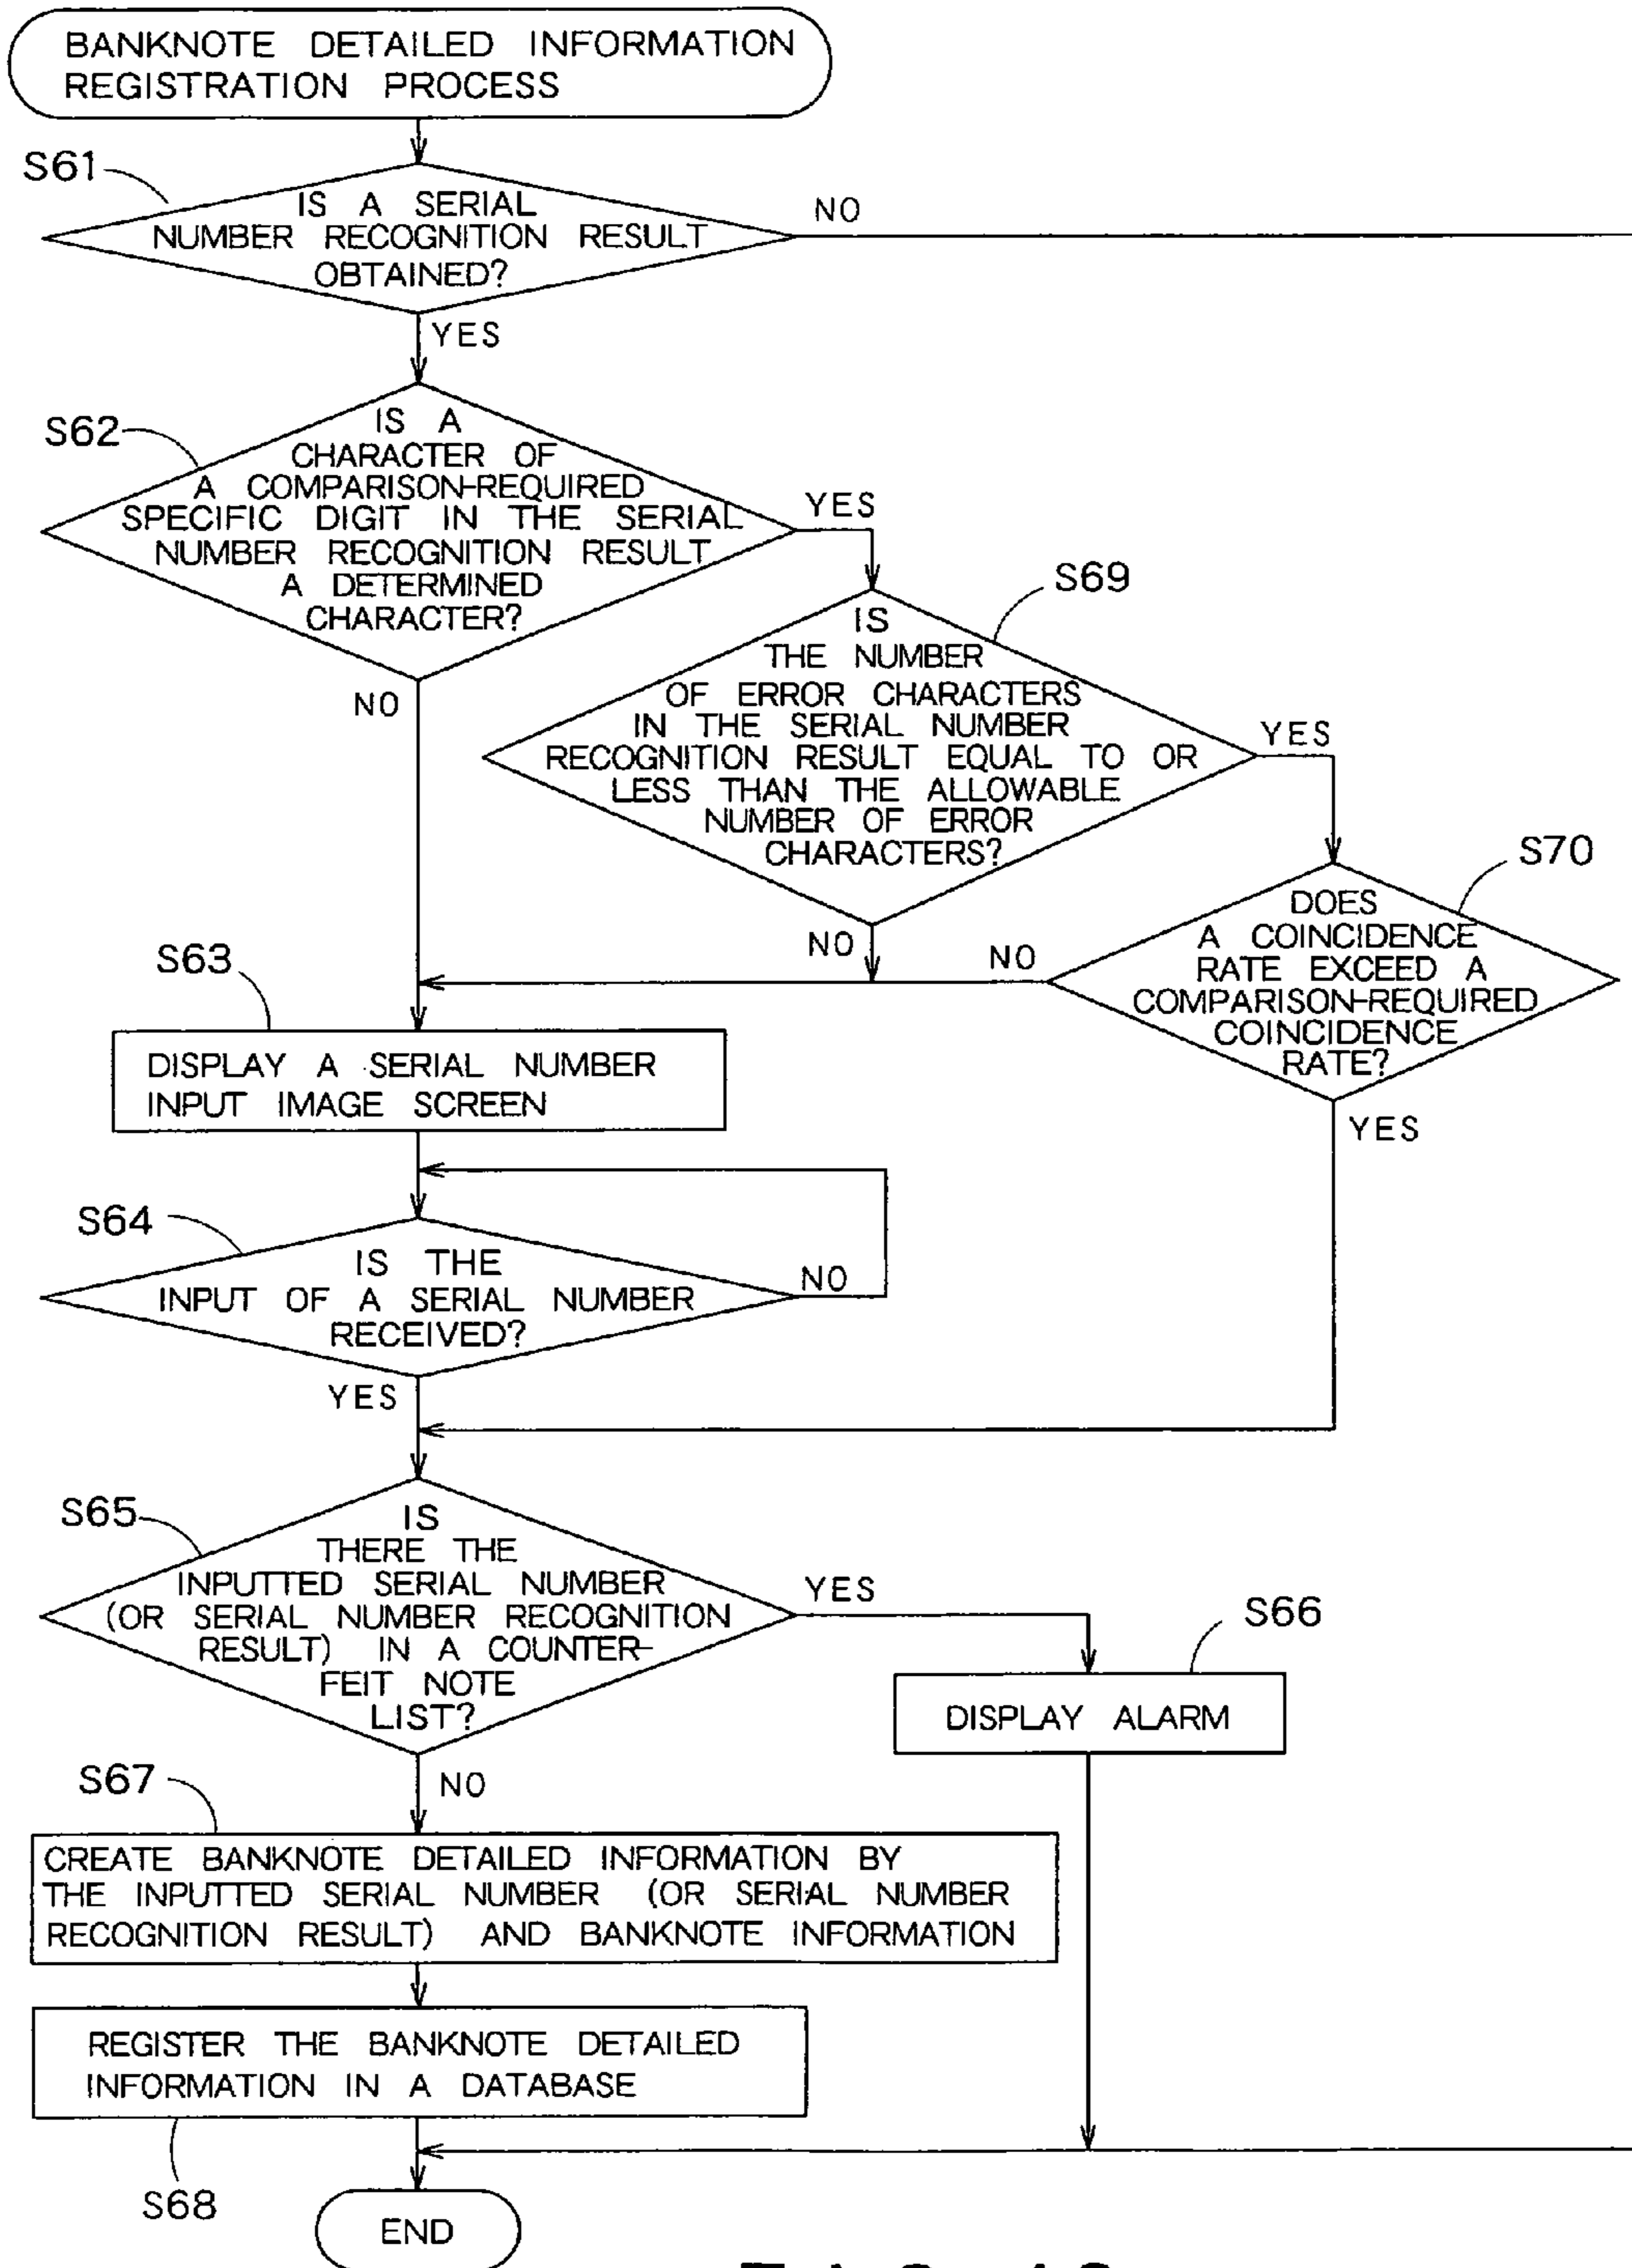 BANKNOTE DETAILED INFORMATION
REGISTRATION PROCESS
S61
IS A SERIAL
NUMBER RECOGNITION RESULT
OBTAINED?
NO
YES
S62
IS A
CHARACTER OF
A COMPARISON-REQUIRED
SPECIFIC DIGIT IN THE SERIAL
NUMBER RECOGNITION RESULT
A DETERMINED
CHARACTER?
YES
NO
S69
IS
THE NUMBER
OF ERROR CHARACTERS
IN THE SERIAL NUMBER
RECOGNITION RESULT EQUAL TO OR
LESS THAN THE ALLOWABLE
NUMBER OF ERROR
CHARACTERS?
YES
NO
S70
DOES
A COINCIDENCE
RATE EXCEED A
COMPARISON-REQUIRED
COINCIDENCE
RATE?
NO
YES
S63
DISPLAY A SERIAL NUMBER
INPUT IMAGE SCREEN
S64
IS THE
INPUT OF A SERIAL NUMBER
RECEIVED?
NO
YES
S65
IS
THERE THE
INPUTTED SERIAL NUMBER
(OR SERIAL NUMBER RECOGNITION
RESULT) IN A COUNTER-
FEIT NOTE
LIST?
YES
S66
DISPLAY ALARM
NO
S67
CREATE BANKNOTE DETAILED INFORMATION BY
THE INPUTTED SERIAL NUMBER (OR SERIAL NUMBER
RECOGNITION RESULT) AND BANKNOTE INFORMATION
REGISTER THE BANKNOTE DETAILED
INFORMATION IN A DATABASE
S68
END